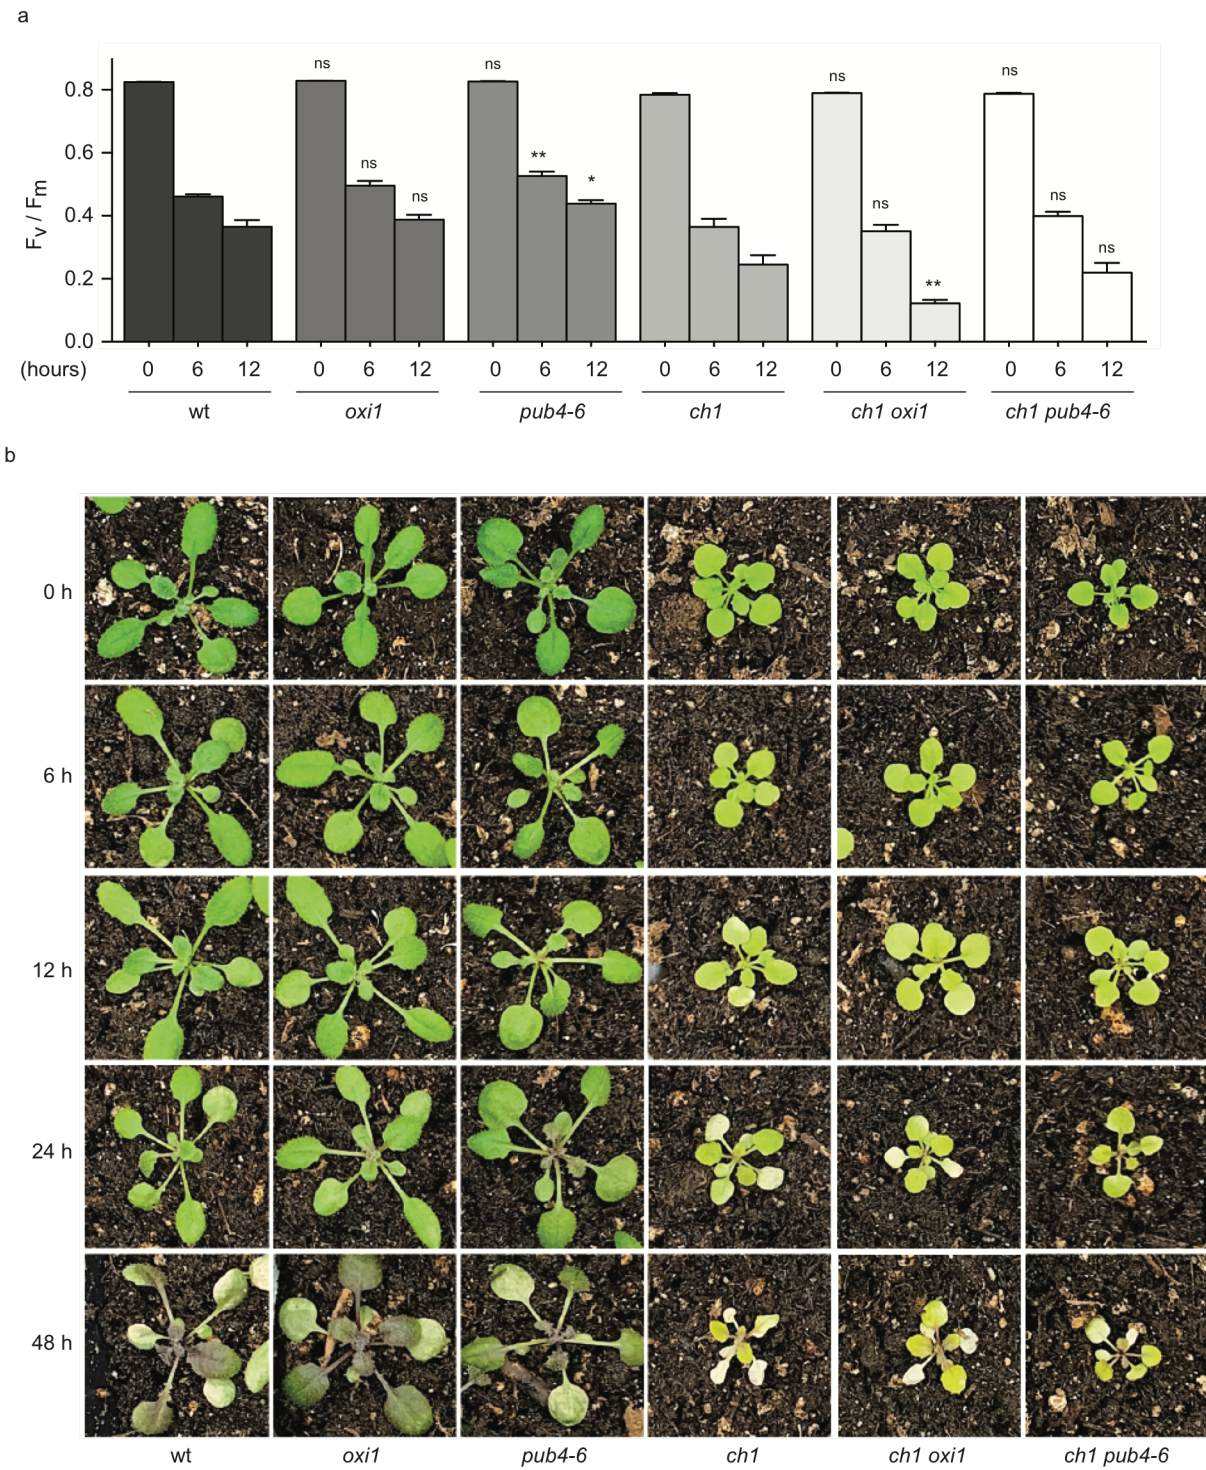 a
ns
ns
ns
ns
ns
ns
**
*
ns
ns
**
ns
ns
ns
0.8
0.6
0.4
0.2
0.0
Fv / Fm
(hours) 0 6 12 0 6 12 0 6 12 0 6 12 0 6 12 0 6 12
wt oxi1 pub4-6 ch1 ch1 oxi1 ch1 pub4-6
b
0 h
6 h
12 h
24 h
48 h
wt oxi1 pub4-6 ch1 ch1 oxi1 ch1 pub4-6